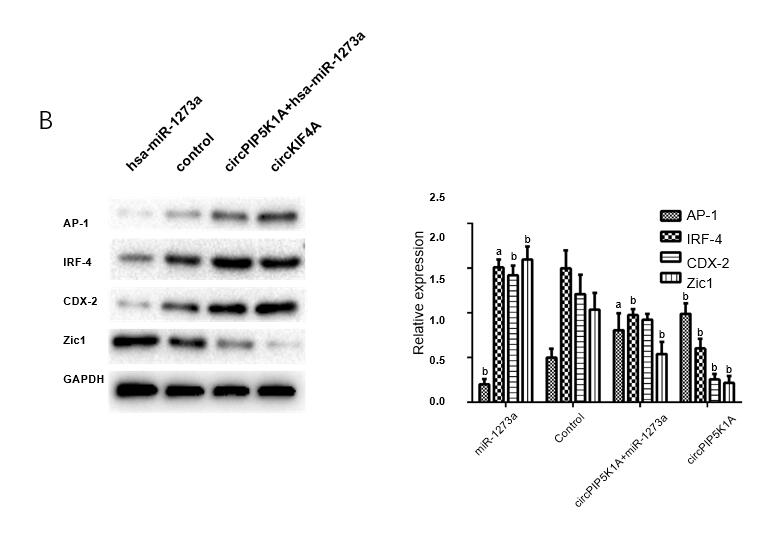 B
hsa-miR-1273a
control
circPIP5K1A+hsa-miR-1273a
circKIF4A
AP-1
IRF-4
CDX-2
Zic1
GAPDH
Relative expression
2.5
2.0
1.5
1.0
0.5
0.0
AP-1
IRF-4
CDX-2
Zic1
b
a
b
b
a
b
b
b
b
b
b
miR-1273a
Control
circPIP5K1A+miR-1273a
circPIP5K1A